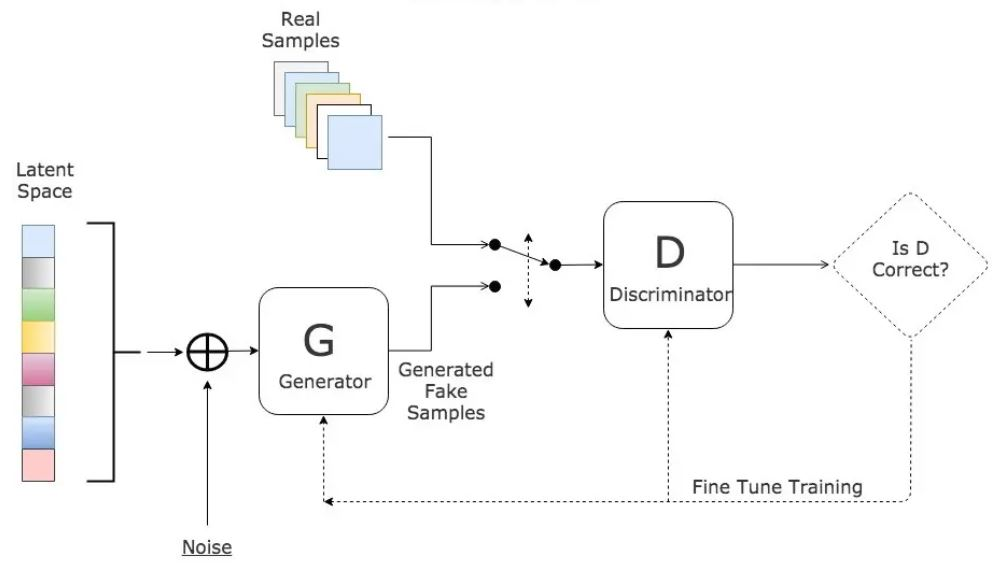 Real
Samples
Latent
Space
G
Generator
Generated
Fake
Samples
D
Discriminator
Is D
Correct?
Fine Tune Training
Noise